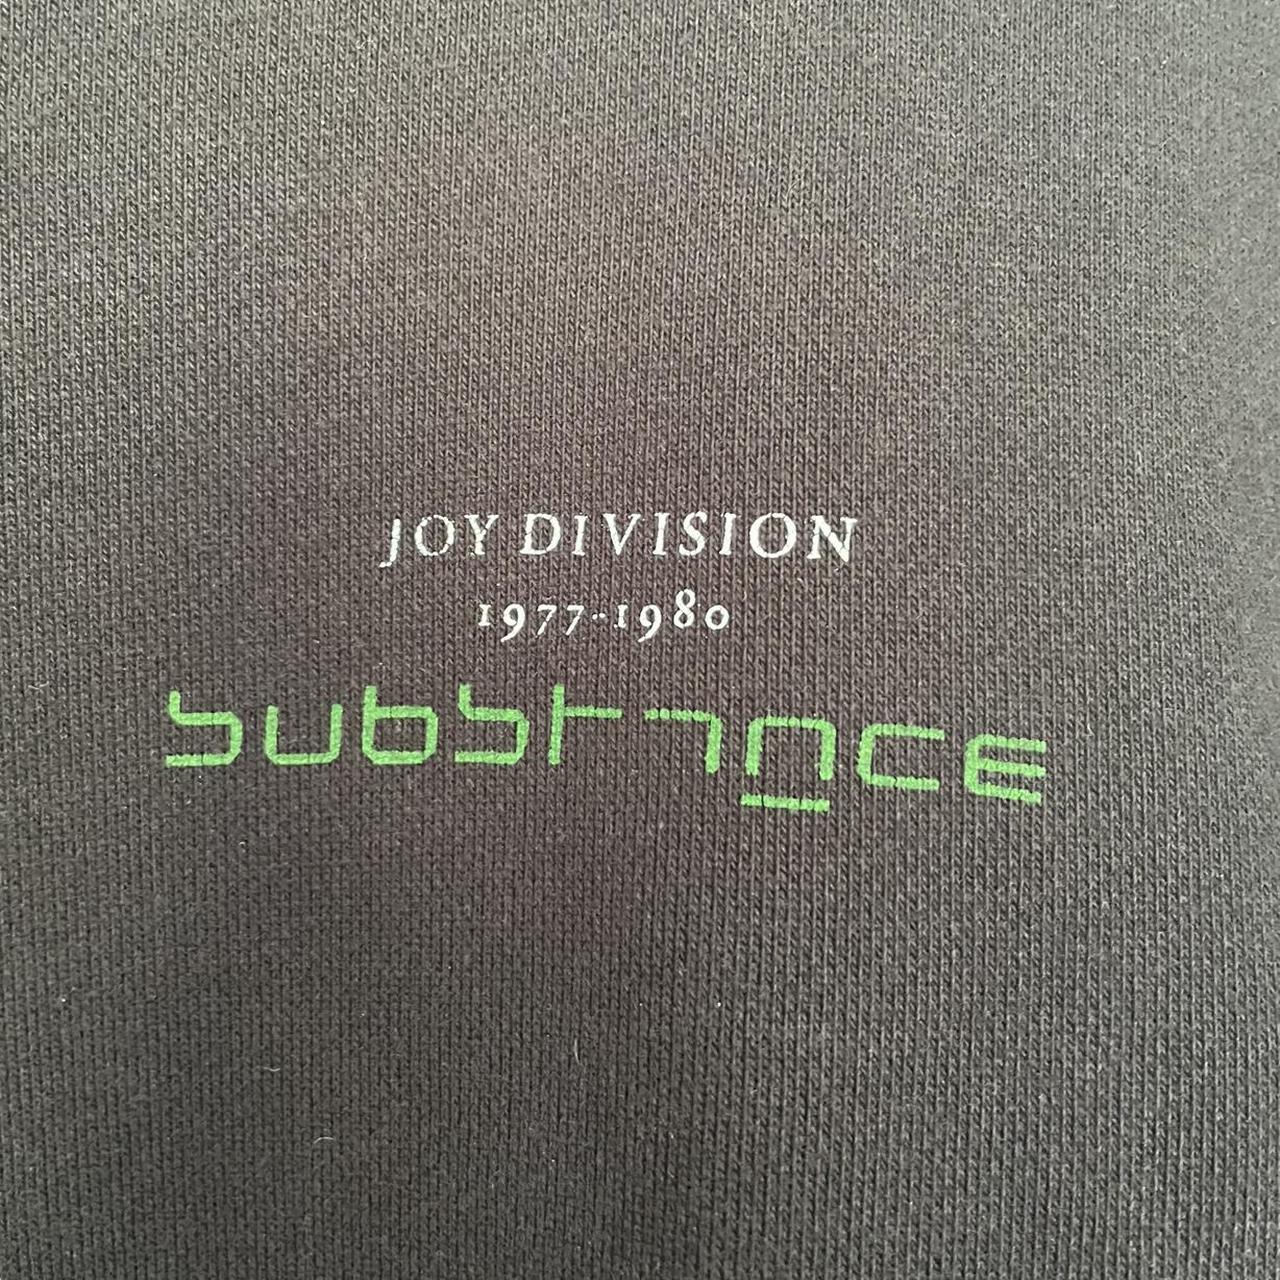 JOY DIVISION
1977-1980
substance